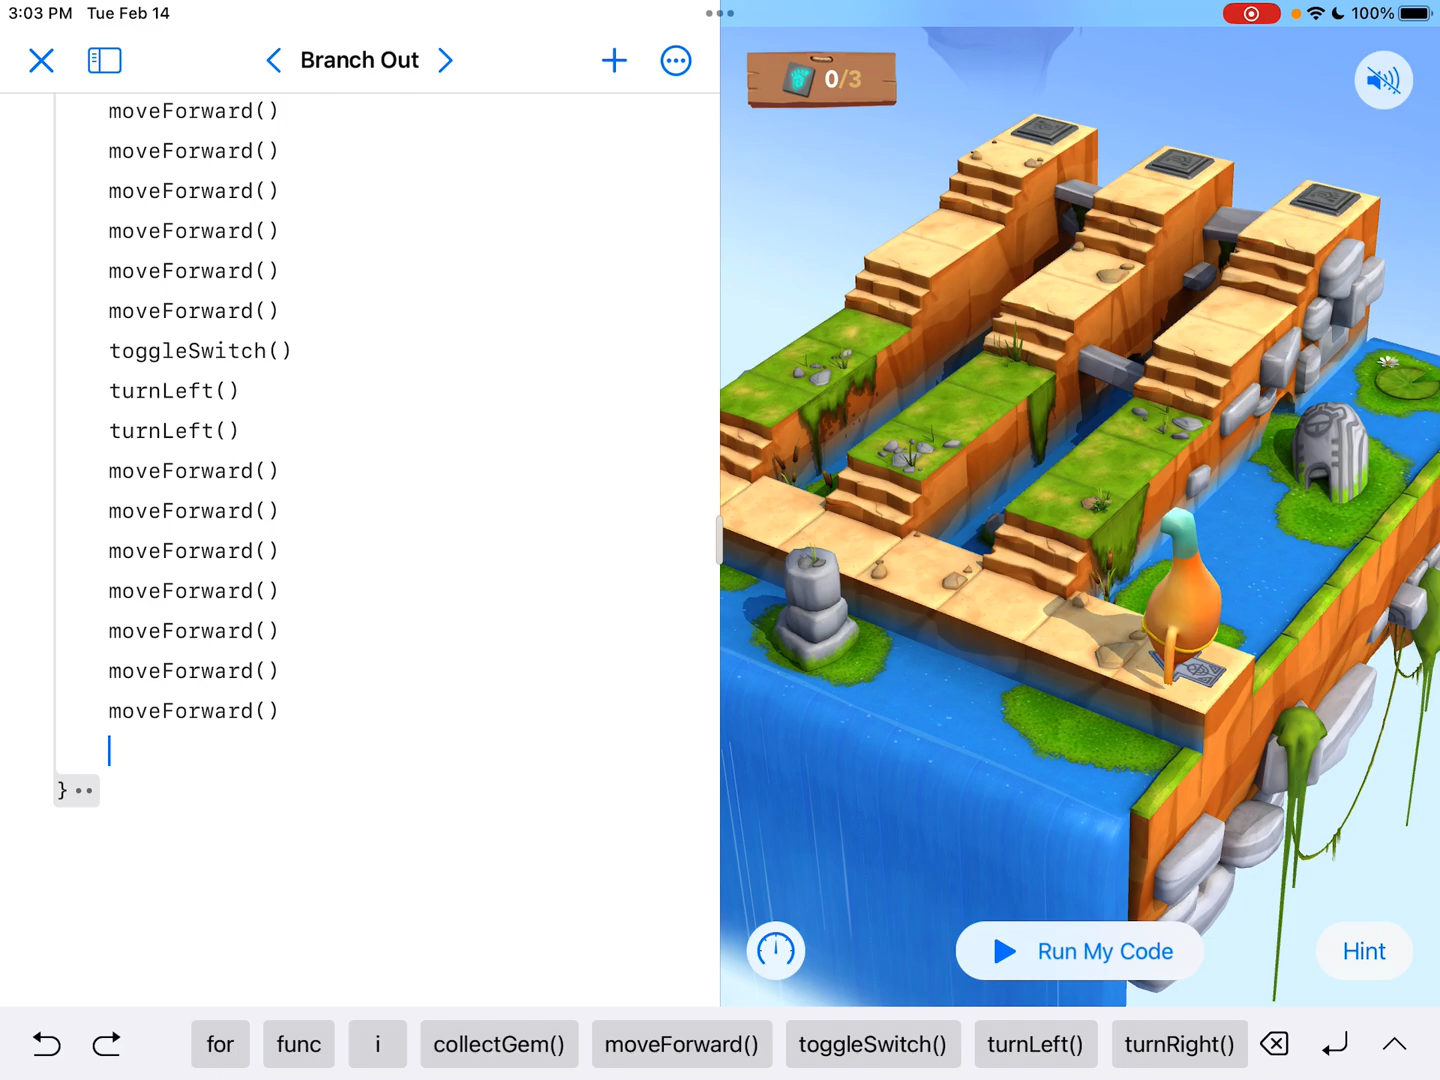 3:03 PM Tue Feb 14
100%
Branch Out
0/3
moveForward()
moveForward()
moveForward()
moveForward()
moveForward()
moveForward()
toggleSwitch()
turnLeft()
turnLeft()
moveForward()
moveForward()
moveForward()
moveForward()
moveForward()
moveForward()
moveForward()
}
Run My Code
Hint
for func i collectGem() moveForward() toggleSwitch() turnLeft() turnRight()